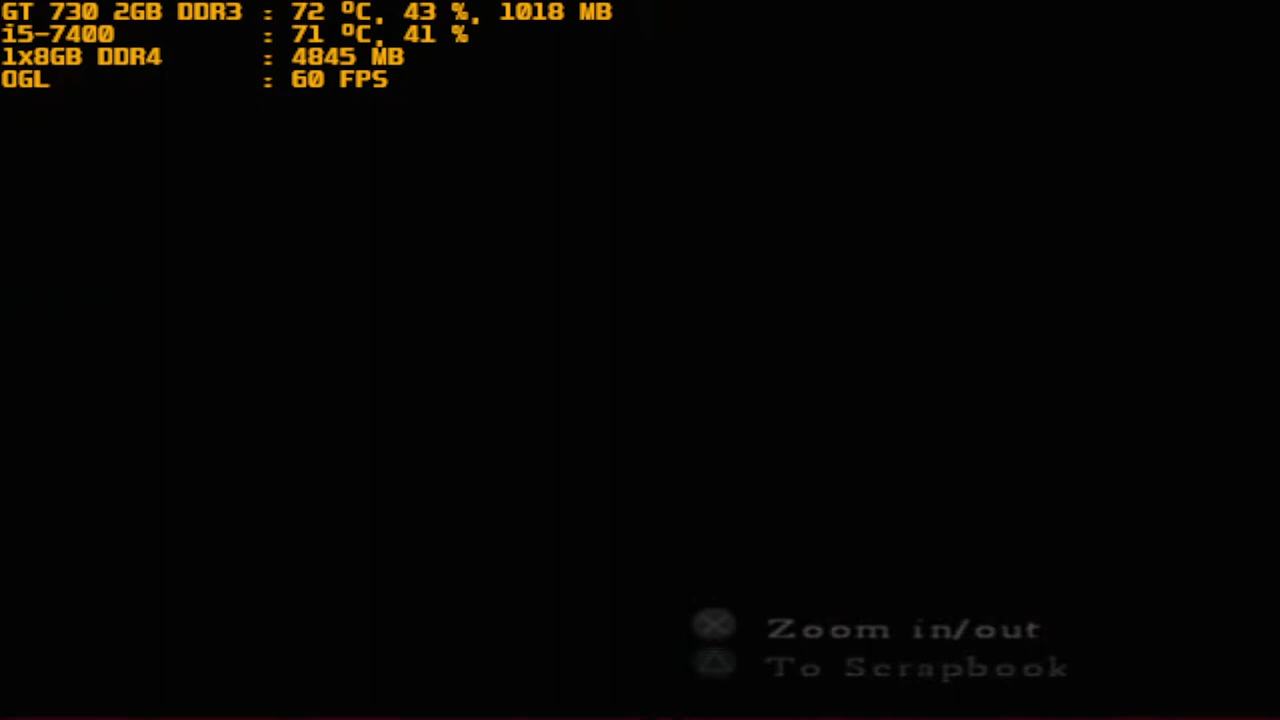 GT 730 2GB DDR3 : 72 ºC, 43 %, 1018 MB
i5-7400 : 71 ºC, 41 %
1x8GB DDR4 : 4845 MB
OGL : 60 FPS
Zoom in/out
To Scrapbook